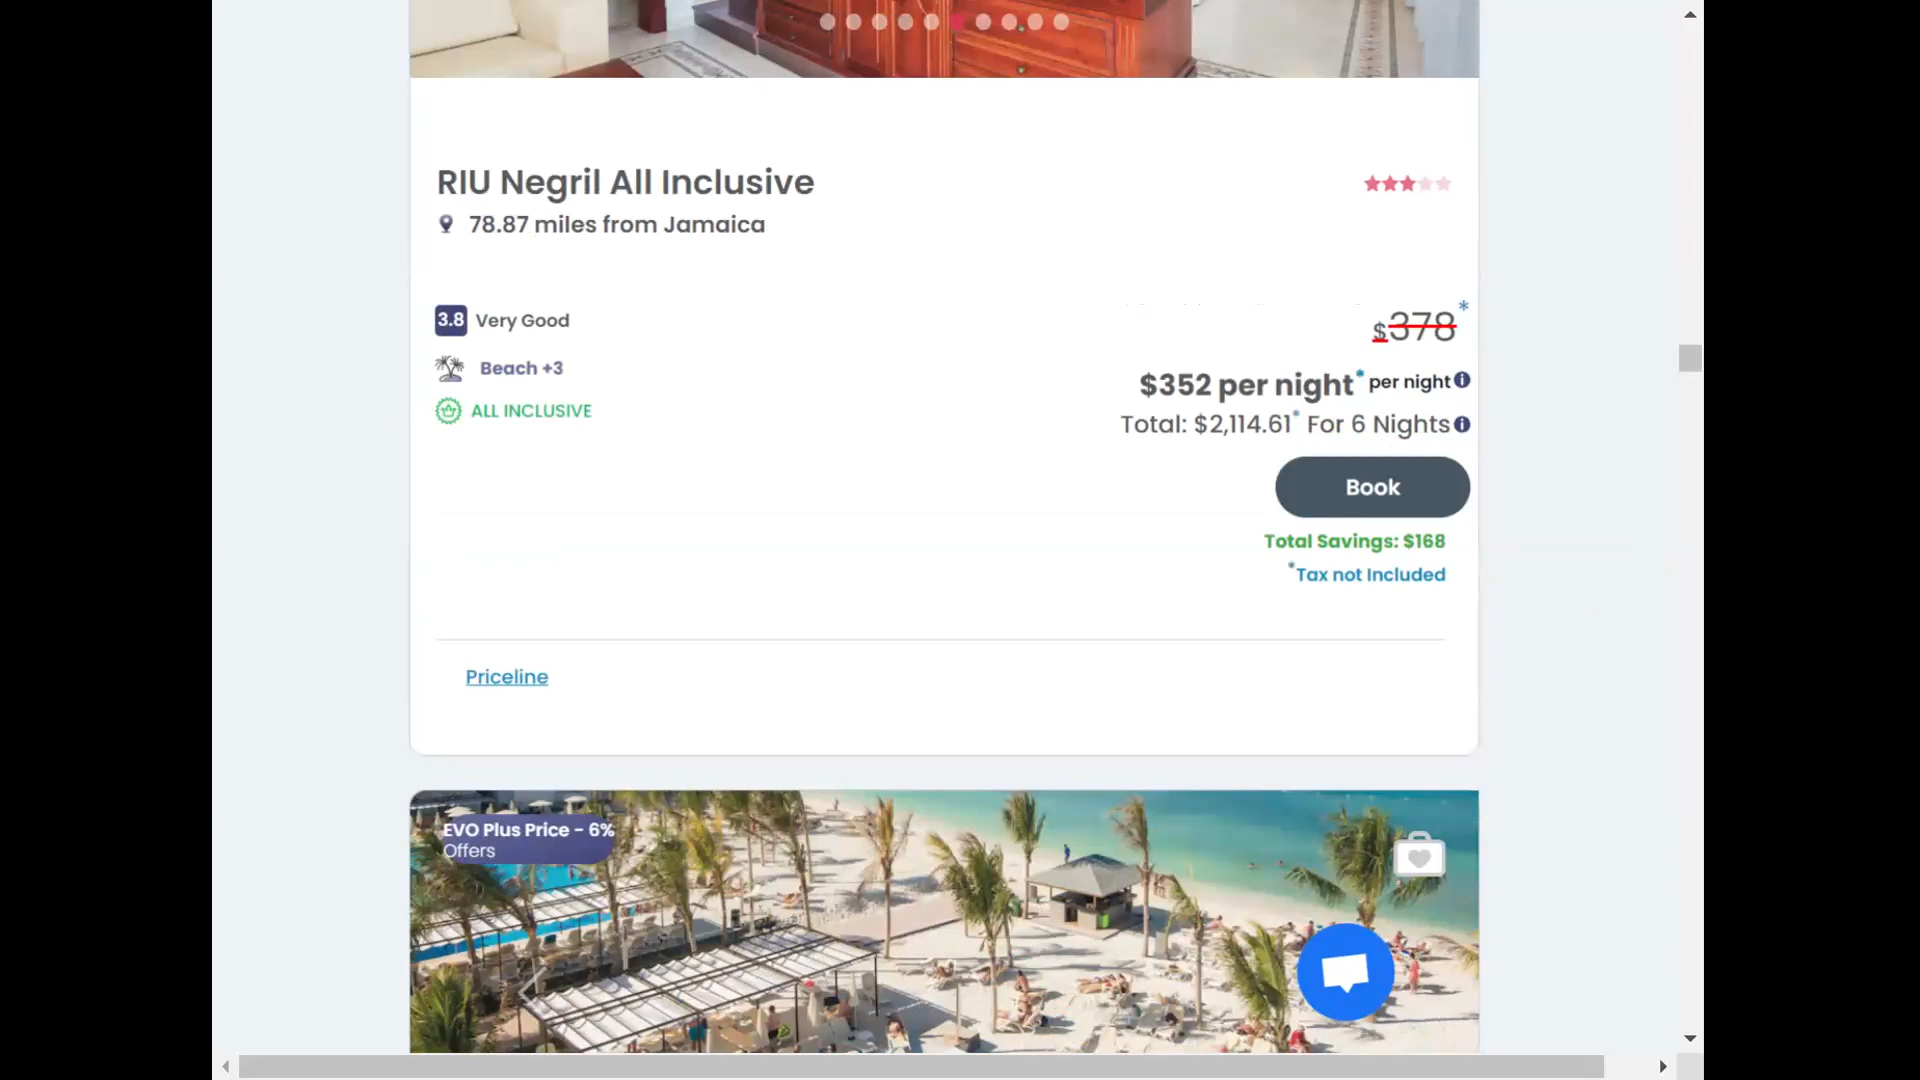 RIU Negril All Inclusive
78.87 miles from Jamaica
3.8 Very Good
$378*
Beach +3
$352 per night* per night
ALL INCLUSIVE
Total: $2,114.61* For 6 Nights
Book
Total Savings: $168
*Tax not Included
Priceline
EVO Plus Price - 6%
Offers